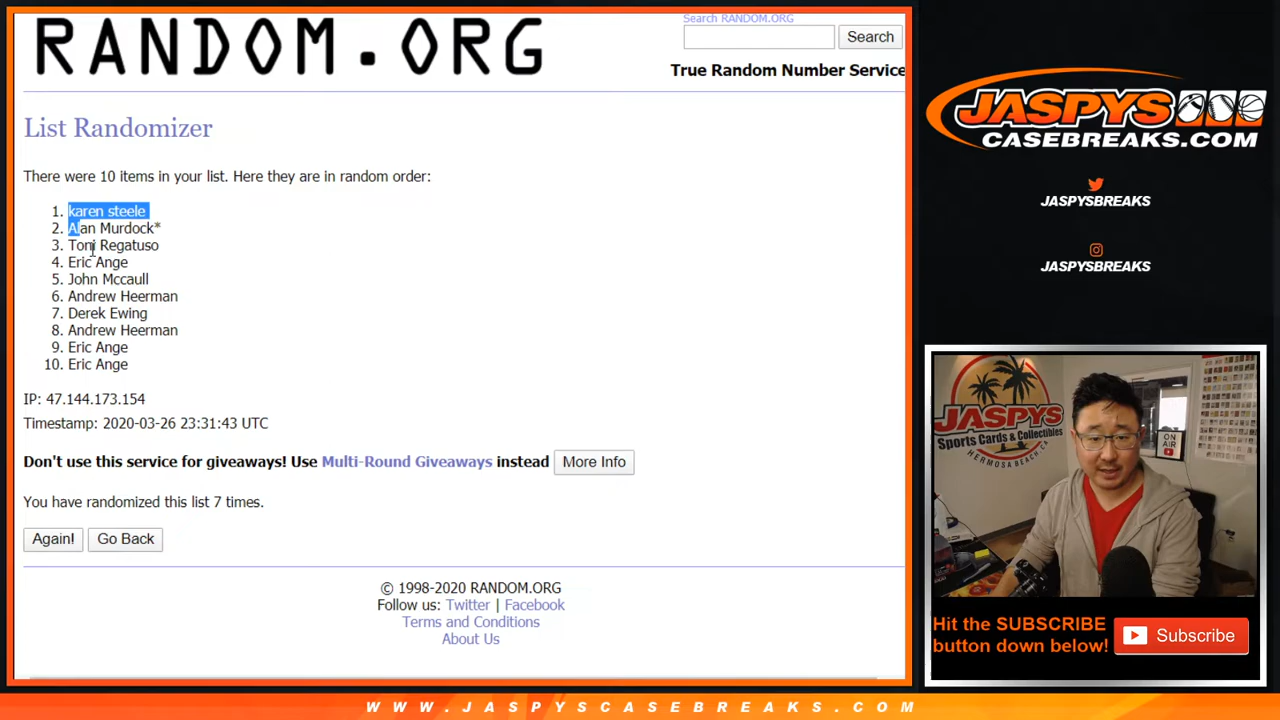 RANDOM.ORG
Search RANDOM.ORG
Search
True Random Number Service
List Randomizer
There were 10 items in your list. Here they are in random order:
1. karen steele
2. Alan Murdock*
3. Toni Regatuso
4. Eric Ange
5. John Mccaull
6. Andrew Heerman
7. Derek Ewing
8. Andrew Heerman
9. Eric Ange
10. Eric Ange
IP: 47.144.173.154
Timestamp: 2020-03-26 23:31:43 UTC
Don't use this service for giveaways! Use Multi-Round Giveaways instead More Info
You have randomized this list 7 times.
Again! Go Back
© 1998-2020 RANDOM.ORG
Follow us: Twitter | Facebook
Terms and Conditions
About Us
JASPYS
CASEBREAKS.COM
JASPYSBREAKS
JASPYSBREAKS
JASPYS
Sports Cards & Collectibles
HERMOSA BEACH CA
ON
AIR
Hit the SUBSCRIBE
button down below!
Subscribe
WWW.JASPYSCASEBREAKS.COM